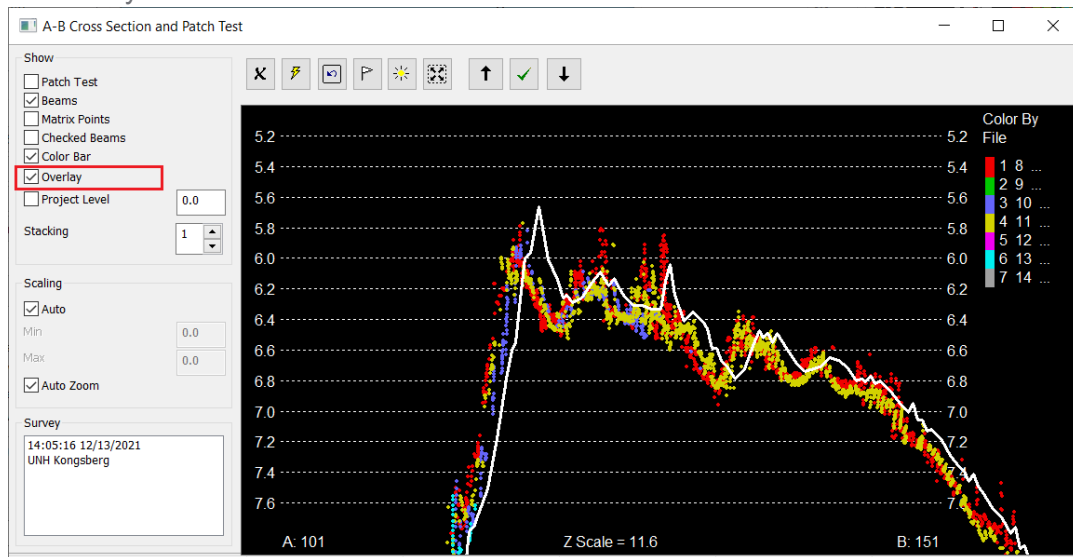 A-B Cross Section and Patch Test
Show
Patch Test
Beams
Matrix Points
Checked Beams
Color Bar
Overlay
Project Level 0.0
Stacking 1
Scaling
Auto
Min 0.0
Max 0.0
Auto Zoom
Survey
14:05:16 12/13/2021
UNH Kongsberg
5.2 5.2
5.4 5.4
5.6 5.6
5.8 5.8
6.0 6.0
6.2 6.2
6.4 6.4
6.6 6.6
6.8 6.8
7.0 7.0
7.2 7.2
7.4 7.4
7.6 7.6
A: 101 Z Scale = 11.6 B: 151
Color By
File
1 8 ...
2 9 ...
3 10 ...
4 11 ...
5 12 ...
6 13 ...
7 14 ...